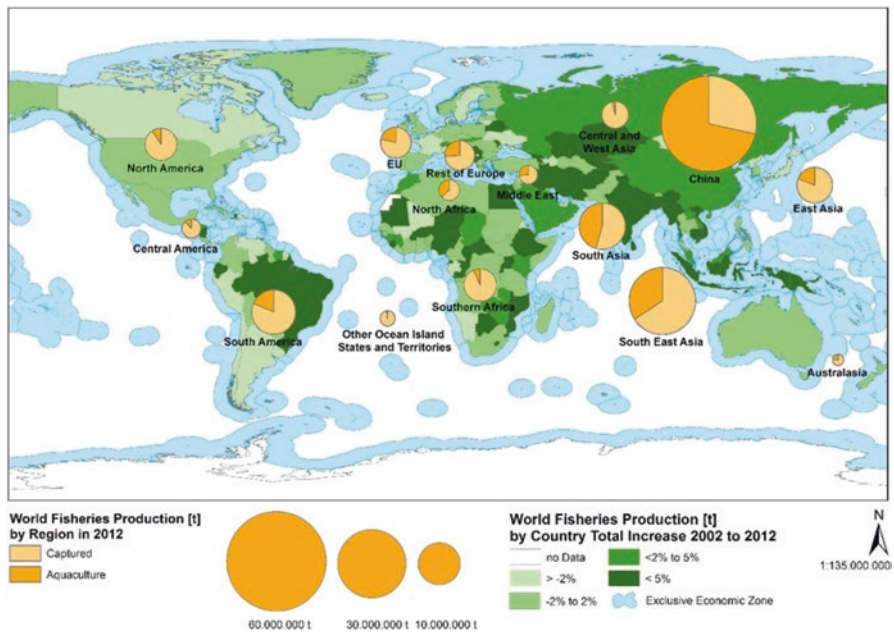 North America
Central America
South America
EU
Rest of Europe
North Africa
Middle East
Central and
West Asia
China
East Asia
South Asia
Southern Africa
Other Ocean Island
States and Territories
South East Asia
Australasia
World Fisheries Production [t]
by Region in 2012
Captured
Aquaculture
60.000.000 t
30.000.000 t
10.000.000 t
World Fisheries Production [t]
by Country Total Increase 2002 to 2012
no Data
> -2%
-2% to 2%
<2% to 5%
< 5%
Exclusive Economic Zone
N
1:135.000.000